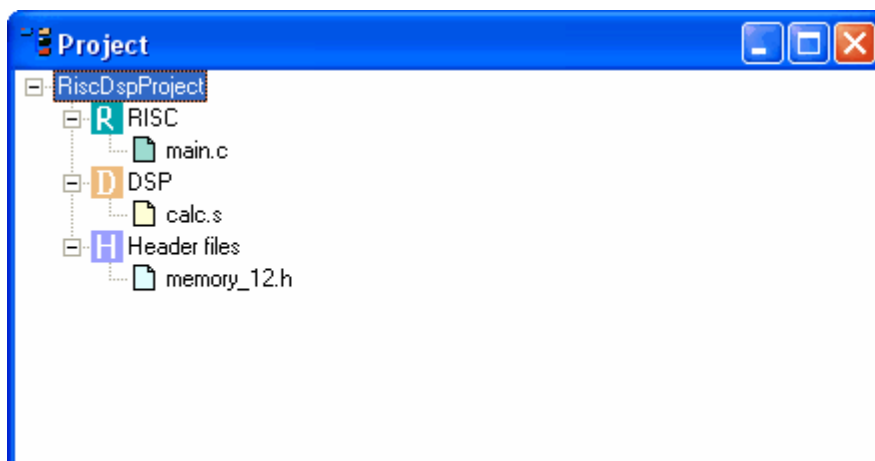 Project
RiscDspProject
R RISC
main.c
D DSP
calc.s
H Header files
memory_12.h